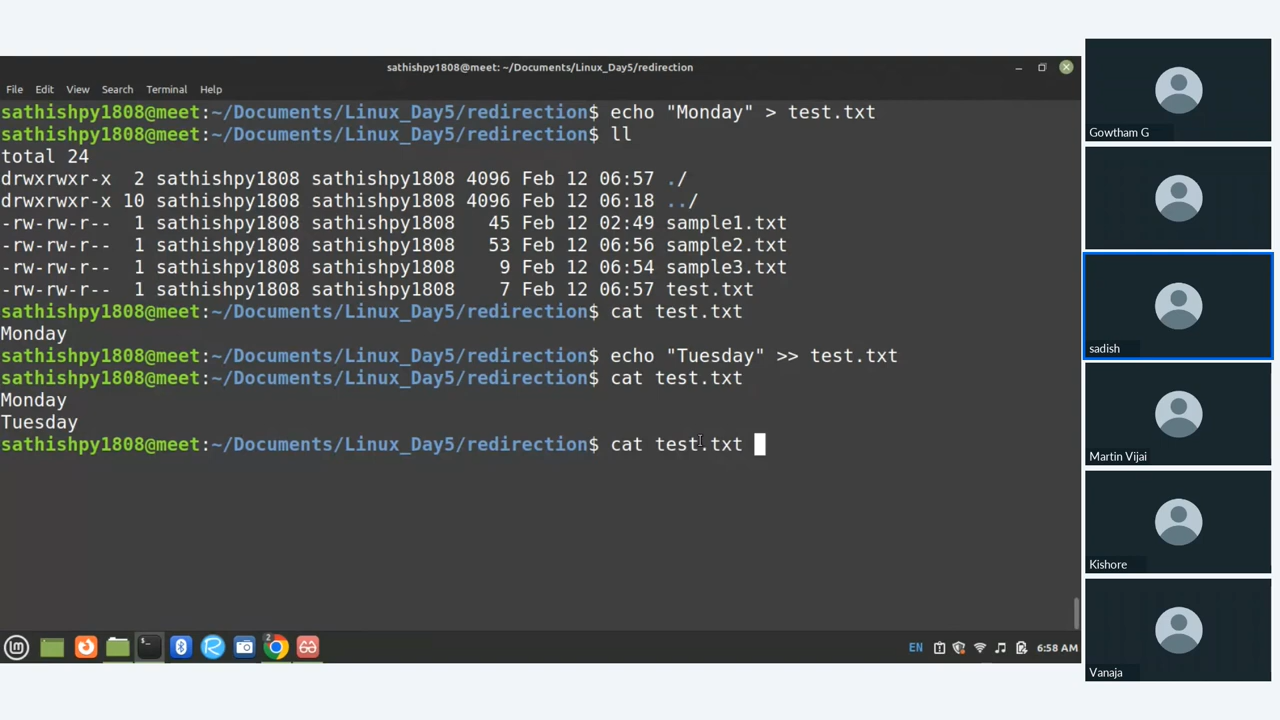 sathishpy1808@meet: ~/Documents/Linux_Day5/redirection
File Edit View Search Terminal Help
sathishpy1808@meet:~/Documents/Linux_Day5/redirection$ echo "Monday" > test.txt
sathishpy1808@meet:~/Documents/Linux_Day5/redirection$ ll
total 24
drwxrwxr-x  2 sathishpy1808 sathishpy1808 4096 Feb 12 06:57 ./
drwxrwxr-x 10 sathishpy1808 sathishpy1808 4096 Feb 12 06:18 ../
-rw-rw-r--  1 sathishpy1808 sathishpy1808   45 Feb 12 02:49 sample1.txt
-rw-rw-r--  1 sathishpy1808 sathishpy1808   53 Feb 12 06:56 sample2.txt
-rw-rw-r--  1 sathishpy1808 sathishpy1808    9 Feb 12 06:54 sample3.txt
-rw-rw-r--  1 sathishpy1808 sathishpy1808    7 Feb 12 06:57 test.txt
sathishpy1808@meet:~/Documents/Linux_Day5/redirection$ cat test.txt
Monday
sathishpy1808@meet:~/Documents/Linux_Day5/redirection$ echo "Tuesday" >> test.txt
sathishpy1808@meet:~/Documents/Linux_Day5/redirection$ cat test.txt
Monday
Tuesday
sathishpy1808@meet:~/Documents/Linux_Day5/redirection$ cat test.txt
2
EN 6:58 AM
Gowtham G
sadish
Martin Vijai
Kishore
Vanaja